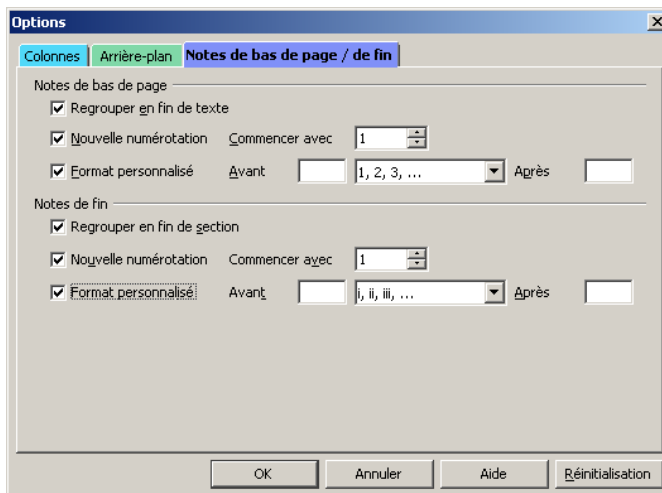 Options
Colonnes Arrière-plan Notes de bas de page / de fin
Notes de bas de page
Regrouper en fin de texte
Nouvelle numérotation Commencer avec 1
Format personnalisé Avant 1, 2, 3, ... Après
Notes de fin
Regrouper en fin de section
Nouvelle numérotation Commencer avec 1
Format personnalisé Avant i, ii, iii, ... Après
OK Annuler Aide Réinitialisation